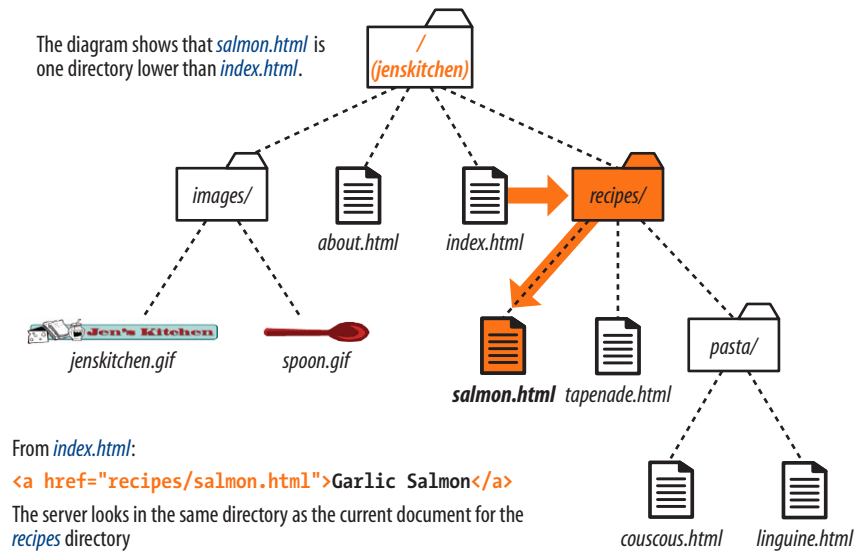 The diagram shows that salmon.html is
one directory lower than index.html.
/
(jenskitchen)
images/
about.html
index.html
recipes/
Jen's Kitchen
jenskitchen.gif
spoon.gif
salmon.html
tapenade.html
pasta/
couscous.html
linguine.html
From index.html:
<a href="recipes/salmon.html">Garlic Salmon</a>
The server looks in the same directory as the current document for the
recipes directory